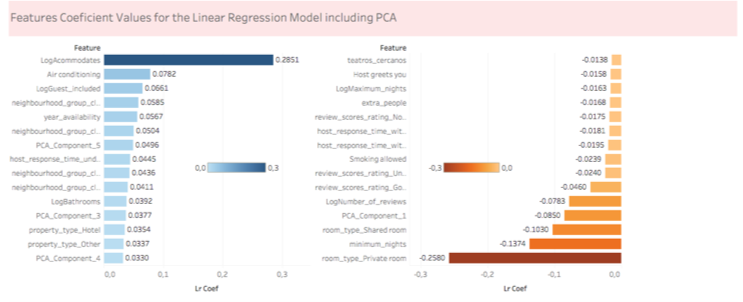 Features Coeficient Values for the Linear Regression Model including PCA
Feature
LogAcommodates 0.2851
Air conditioning 0.0782
LogGuest_included 0.0661
neighbourhood_group_cl.. 0.0585
year_availability 0.0567
neighbourhood_group_cl.. 0.0504
PCA_Component_5 0.0496
host_response_time_und.. 0.0445
neighbourhood_group_cl.. 0.0436
neighbourhood_group_cl.. 0.0411
LogBathrooms 0.0392
PCA_Component_3 0.0377
property_type_Hotel 0.0354
property_type_Other 0.0337
PCA_Component_4 0.0330
0,0 0,3
0,0 0,1 0,2 0,3
Lr Coef
Feature
teatros_cercanos -0.0138
Host greets you -0.0158
LogMaximum_nights -0.0163
extra_people -0.0168
review_scores_rating_No.. -0.0175
host_response_time_wit.. -0.0181
host_response_time_wit.. -0.0195
Smoking allowed -0.0239
review_scores_rating_Un.. -0.0240
review_scores_rating_Go.. -0.0460
LogNumber_of_reviews -0.0783
PCA_Component_1 -0.0850
room_type_Shared room -0.1030
minimum_nights -0.1374
room_type_Private room -0.2580
-0,3 0,0
-0,3 -0,2 -0,1 0,0
Lr Coef